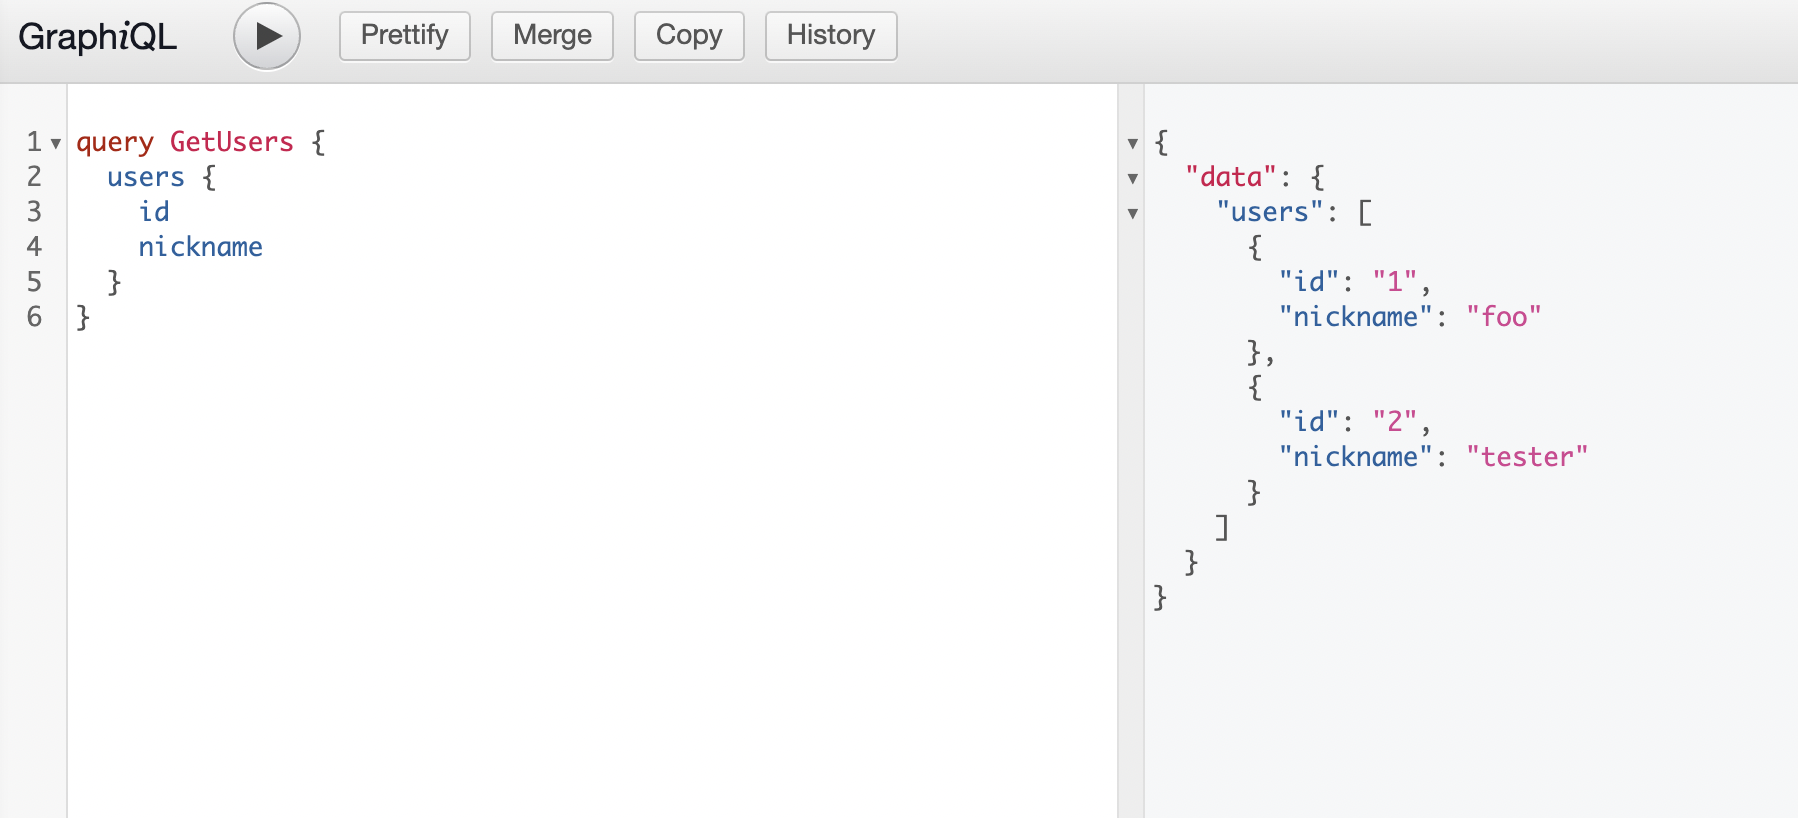 GraphiQL Prettify Merge Copy History
1 query GetUsers {
2   users {
3     id
4     nickname
5   }
6 }
{
  "data": {
    "users": [
      {
        "id": "1",
        "nickname": "foo"
      },
      {
        "id": "2",
        "nickname": "tester"
      }
    ]
  }
}